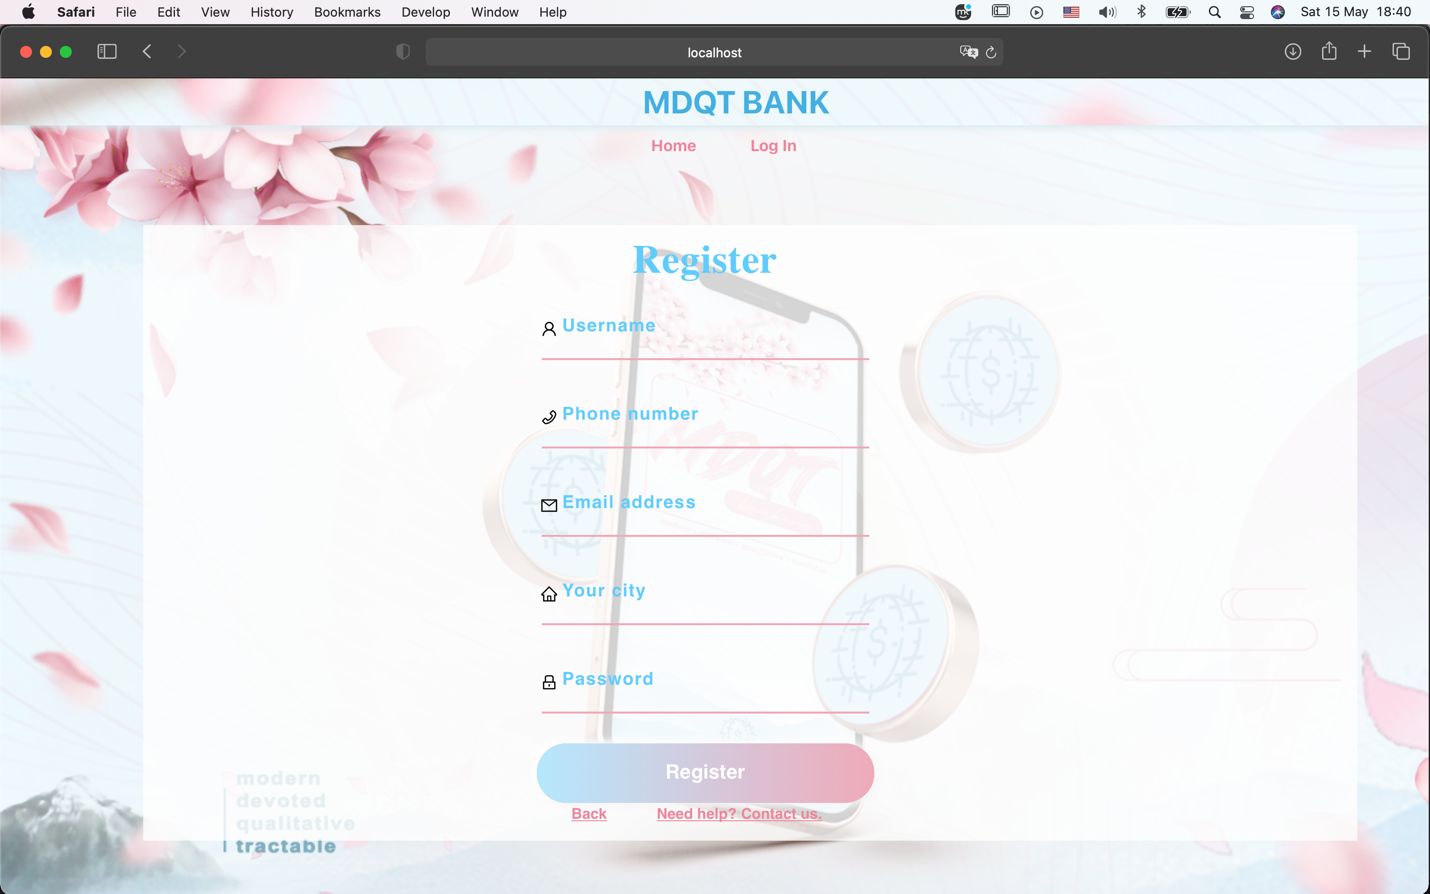 Safari File Edit View History Bookmarks Develop Window Help Sat 15 May 18:40
localhost
MDQT BANK
Home Log In
Register
Username
Phone number
MDQT
Email address
Your city
Password
Register
Back Need help? Contact us.
modern
devoted
qualitative
tractable